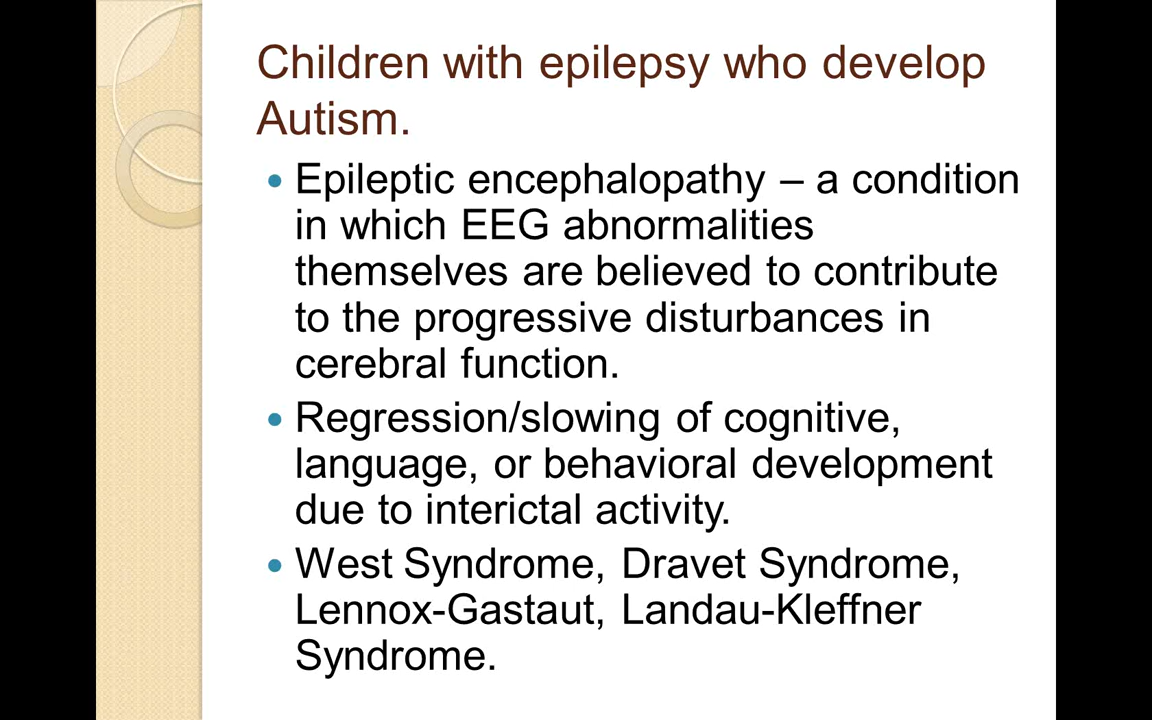 Children with epilepsy who develop
Autism.
• Epileptic encephalopathy – a condition
in which EEG abnormalities
themselves are believed to contribute
to the progressive disturbances in
cerebral function.
• Regression/slowing of cognitive,
language, or behavioral development
due to interictal activity.
• West Syndrome, Dravet Syndrome,
Lennox-Gastaut, Landau-Kleffner
Syndrome.